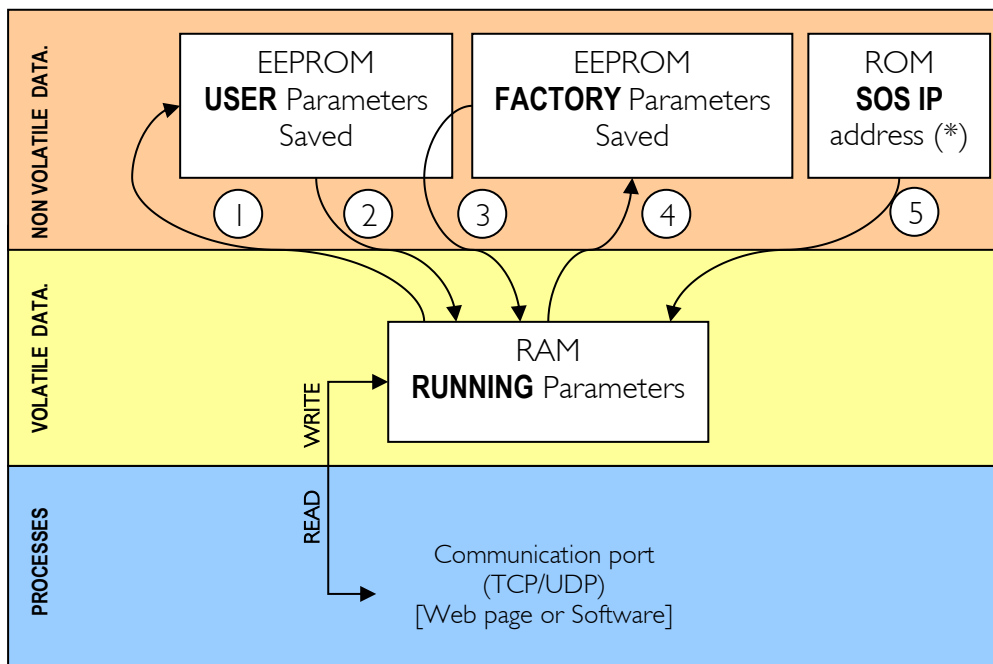 NON VOLATILE DATA.
EEPROM
USER Parameters
Saved
EEPROM
FACTORY Parameters
Saved
ROM
SOS IP
address (*)
1
2
3
4
5
VOLATILE DATA.
RAM
RUNNING Parameters
WRITE
READ
PROCESSES
Communication port
(TCP/UDP)
[Web page or Software]